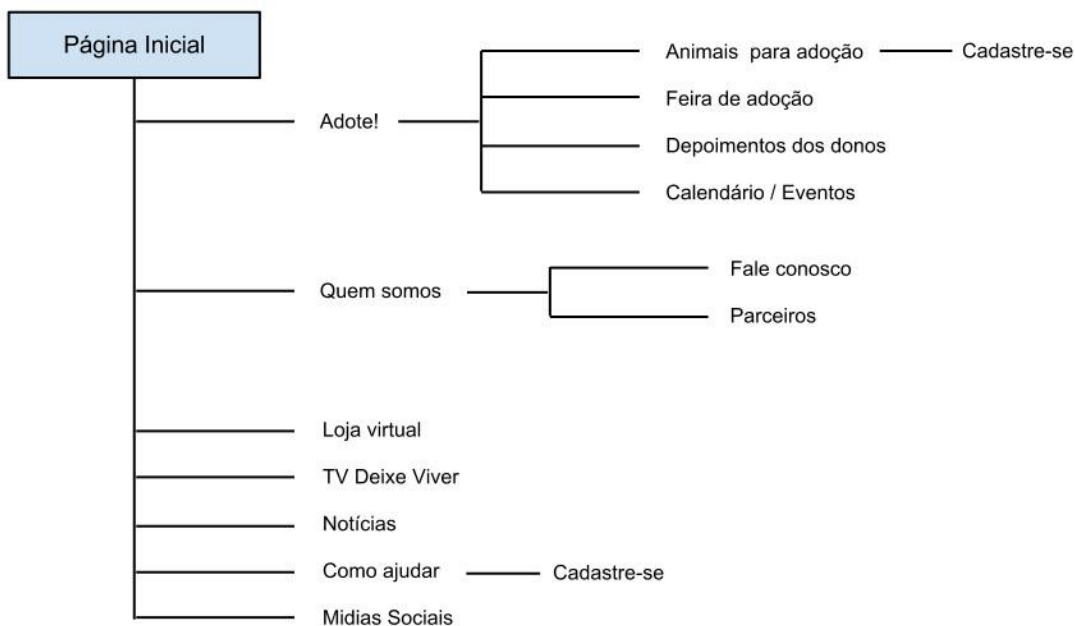 Página Inicial
Animais para adoção
Cadastre-se
Feira de adoção
Adote!
Depoimentos dos donos
Calendário / Eventos
Fale conosco
Quem somos
Parceiros
Loja virtual
TV Deixe Viver
Notícias
Como ajudar
Cadastre-se
Midias Sociais